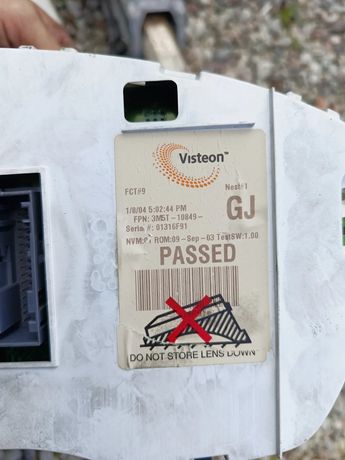 Visteon™
FCT#9 Nest#1
1/8/04 5:02:44 PM
FPN: 3M5T-10849-
GJ
Serial #: 01316F91
NVM: ROM:09-Sep-03 TestSW:1.00
PASSED
DO NOT STORE LENS DOWN